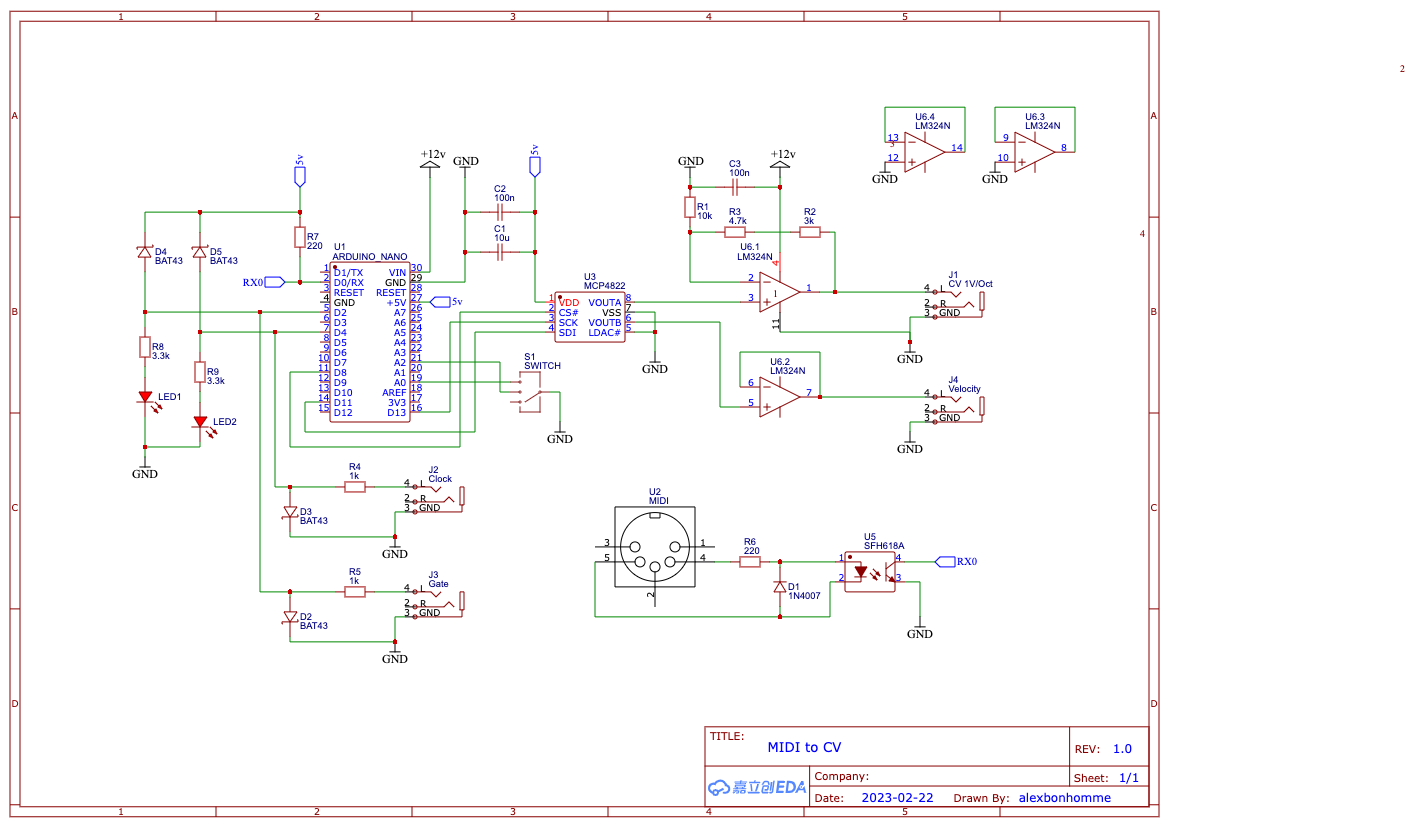 1 2 3 4 5
2
A
A
B
B
C
C
D
D
4
U6.4
LM324N
13
3
12
14
GND
U6.3
LM324N
9
10
8
GND
5v
D4
BAT43
D5
BAT43
R7
220
RX0
R8
3.3k
R9
3.3k
LED1
LED2
GND
U1
ARDUINO_NANO
1 D1/TX
2 D0/RX
3 RESET
4 GND
5 D2
6 D3
7 D4
8 D5
9 D6
10 D7
11 D8
12 D9
13 D10
14 D11
15 D12
VIN 30
GND 29
RESET 28
+5V 27
A7 26
A6 25
A5 24
A4 23
A3 22
A2 21
A1 20
A0 19
AREF 18
3V3 17
D13 16
+12v
GND
5v
C2
100n
C1
10u
5v
U3
MCP4822
1 VDD
2 CS#
3 SCK
4 SDI
VOUTA 8
VSS 7
VOUTB 6
LDAC# 5
GND
S1
SWITCH
GND
GND
C3
100n
+12v
R1
10k
R3
4.7k
R2
3k
U6.1
LM324N
4
2
3
1
1
11
J1
CV 1V/Oct
4 L
2 R
3 GND
GND
U6.2
LM324N
6
5
7
J4
Velocity
4 L
2 R
3 GND
GND
R4
1k
J2
Clock
4 L
2 R
3 GND
D3
BAT43
GND
R5
1k
J3
Gate
4 L
2 R
3 GND
D2
BAT43
GND
U2
MIDI
3
5
1
4
2
R6
220
D1
1N4007
U5
SFH618A
1
2
4
3
RX0
GND
TITLE:
MIDI to CV
REV: 1.0
嘉立创EDA
Company:
Sheet: 1/1
Date: 2023-02-22 Drawn By: alexbonhomme
1 2 3 4 5